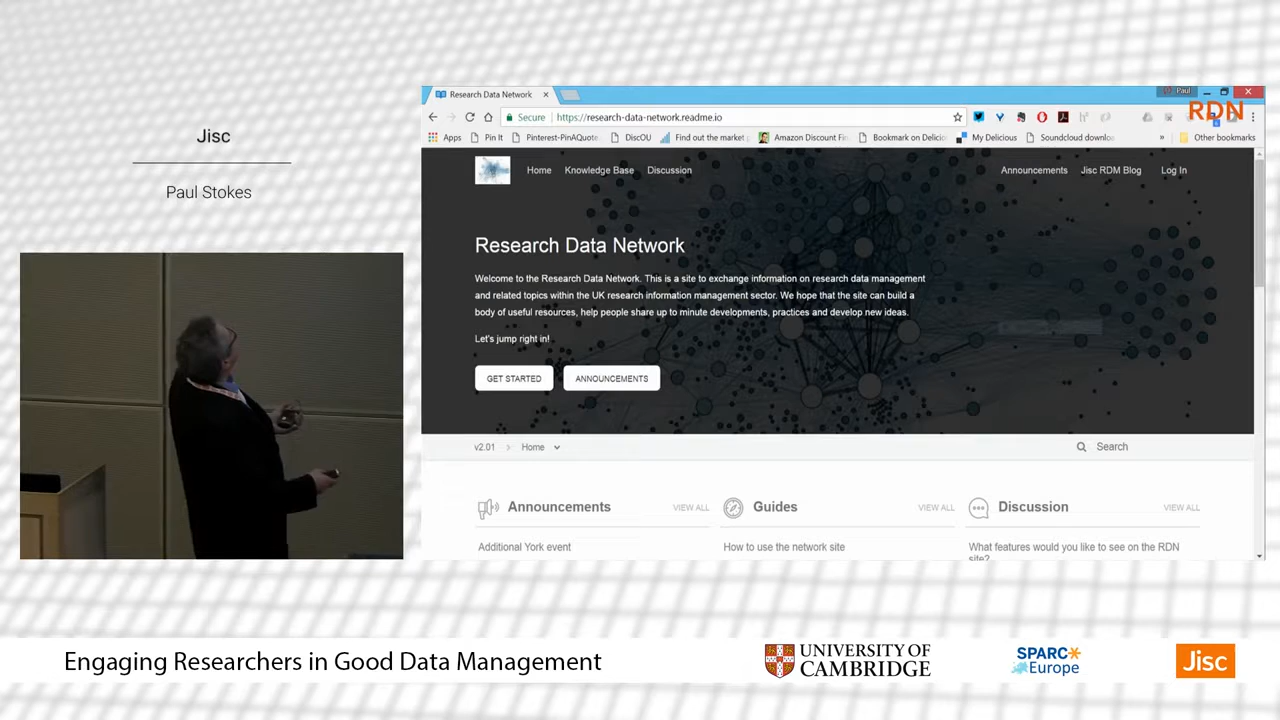 Jisc
Paul Stokes
Research Data Network
Paul
Secure
https://research-data-network.readme.io
RDN
Apps
Pin It
Pinterest-PinAQuote
DiscOU
Find out the market
Amazon Discount Fin
Bookmark on Delicio
My Delicious
Soundcloud downloa
»
Other bookmarks
Home
Knowledge Base
Discussion
Announcements
Jisc RDM Blog
Log In
Research Data Network
Welcome to the Research Data Network. This is a site to exchange information on research data management
and related topics within the UK research information management sector. We hope that the site can build a
body of useful resources, help people share up to minute developments, practices and develop new ideas.
Let's jump right in!
GET STARTED
ANNOUNCEMENTS
v2.01
Home
Search
Announcements
VIEW ALL
Guides
VIEW ALL
Discussion
VIEW ALL
Additional York event
How to use the network site
What features would you like to see on the RDN
site?
Engaging Researchers in Good Data Management
UNIVERSITY OF
CAMBRIDGE
SPARC
Europe
Jisc